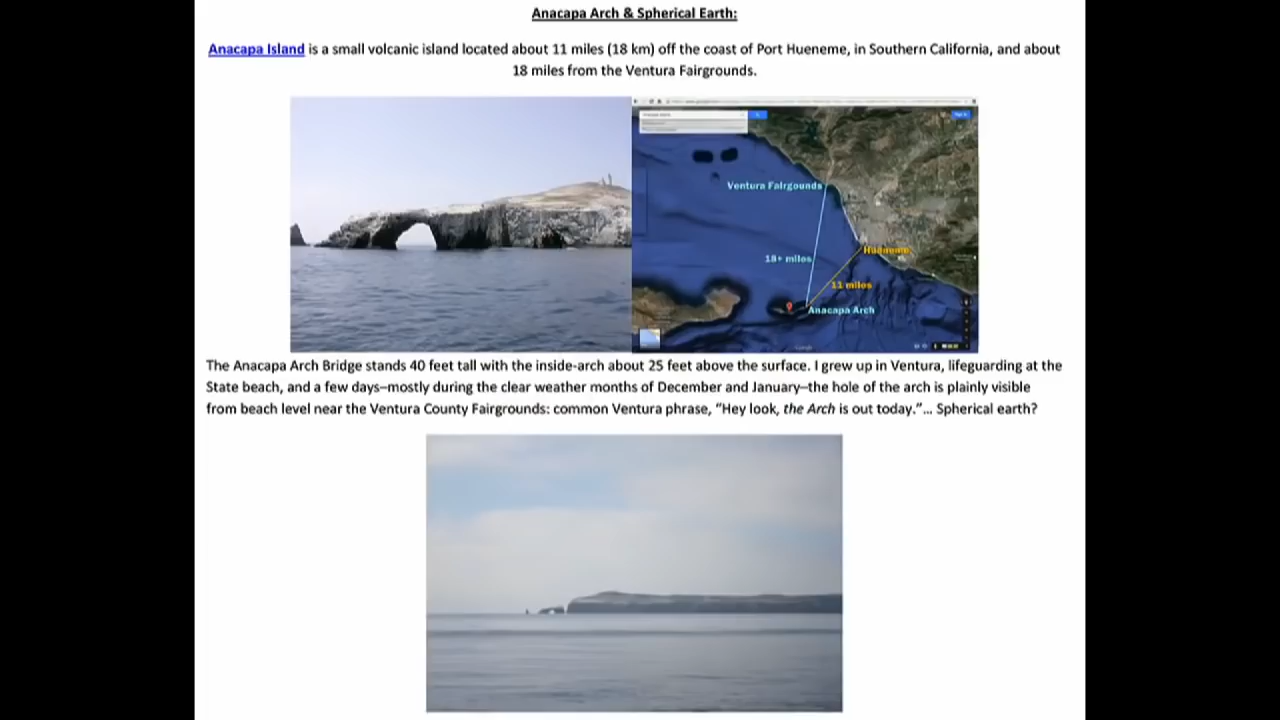 Anacapa Arch & Spherical Earth:
Anacapa Island is a small volcanic island located about 11 miles (18 km) off the coast of Port Hueneme, in Southern California, and about
18 miles from the Ventura Fairgrounds.
Ventura Fairgounds
Hueneme
18+ miles
11 miles
Anacapa Arch
Google
The Anacapa Arch Bridge stands 40 feet tall with the inside-arch about 25 feet above the surface. I grew up in Ventura, lifeguarding at the
State beach, and a few days–mostly during the clear weather months of December and January–the hole of the arch is plainly visible
from beach level near the Ventura County Fairgrounds: common Ventura phrase, “Hey look, the Arch is out today.”... Spherical earth?